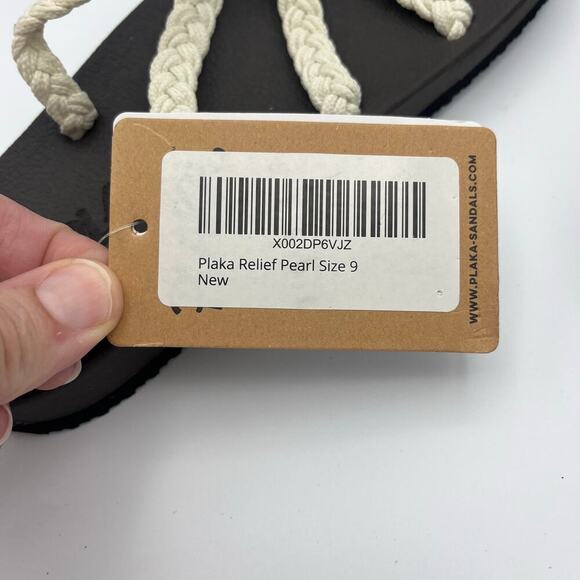 X002DP6VJZ
Plaka Relief Pearl Size 9
New
WWW.PLAKA-SANDALS.COM